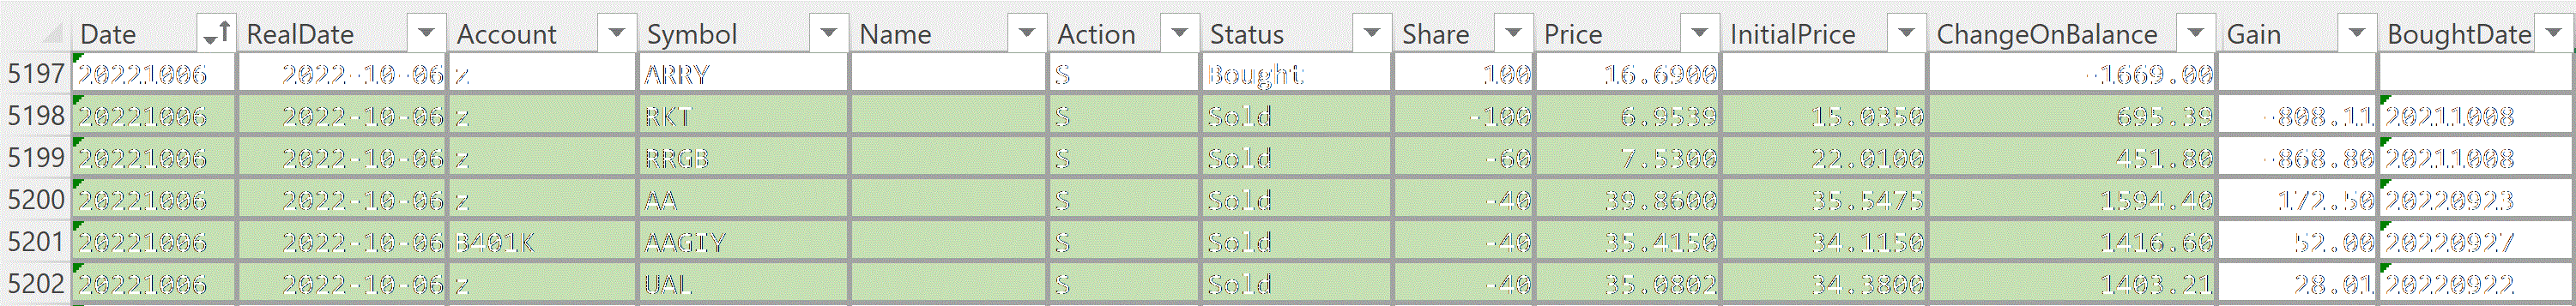 Date RealDate Account Symbol Name Action Status Share Price InitialPrice ChangeOnBalance Gain BoughtDate
5197 20221006 2022-10-06 z ARRY S Bought 100 16.6900 -1669.00
5198 20221006 2022-10-06 z RKT S Sold -100 6.9539 15.0350 695.39 -808.11 20211008
5199 20221006 2022-10-06 z RRGB S Sold -60 7.5300 22.0100 451.80 -868.80 20211008
5200 20221006 2022-10-06 z AA S Sold -40 39.8600 35.5475 1594.40 172.50 20220923
5201 20221006 2022-10-06 B401K AAGIY S Sold -40 35.4150 34.1150 1416.60 52.00 20220927
5202 20221006 2022-10-06 z UAL S Sold -40 35.0802 34.3800 1403.21 28.01 20220922